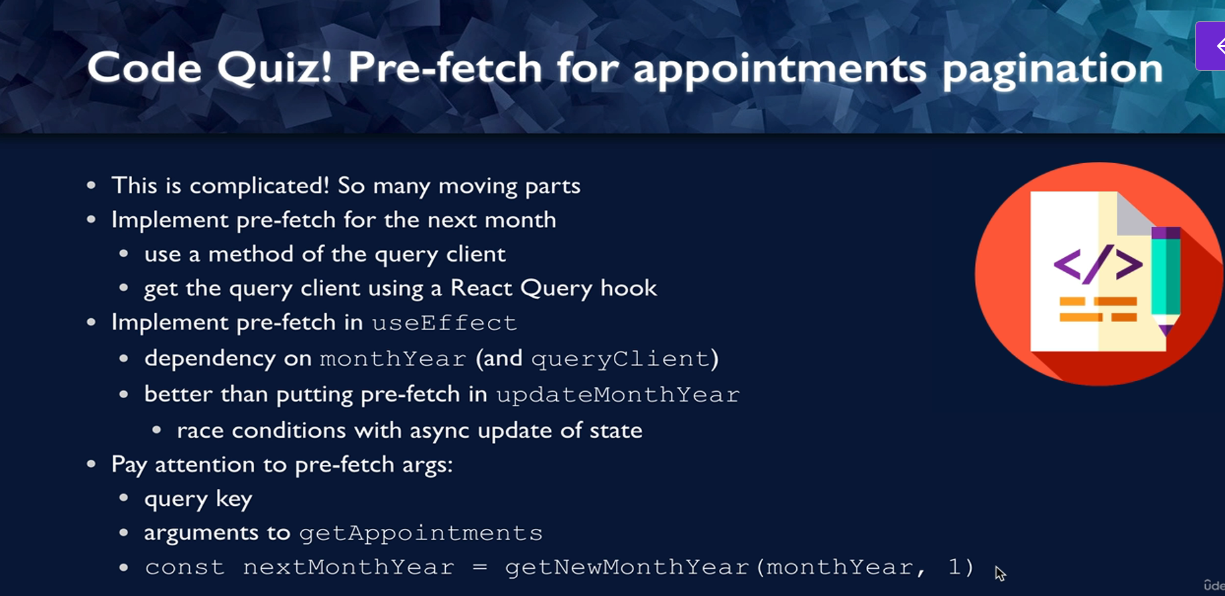 Code Quiz! Pre-fetch for appointments pagination
• This is complicated! So many moving parts
• Implement pre-fetch for the next month
• use a method of the query client
• get the query client using a React Query hook
• Implement pre-fetch in useEffect
• dependency on monthYear (and queryClient)
• better than putting pre-fetch in updateMonthYear
• race conditions with async update of state
• Pay attention to pre-fetch args:
• query key
• arguments to getAppointments
• const nextMonthYear = getNewMonthYear(monthYear, 1)